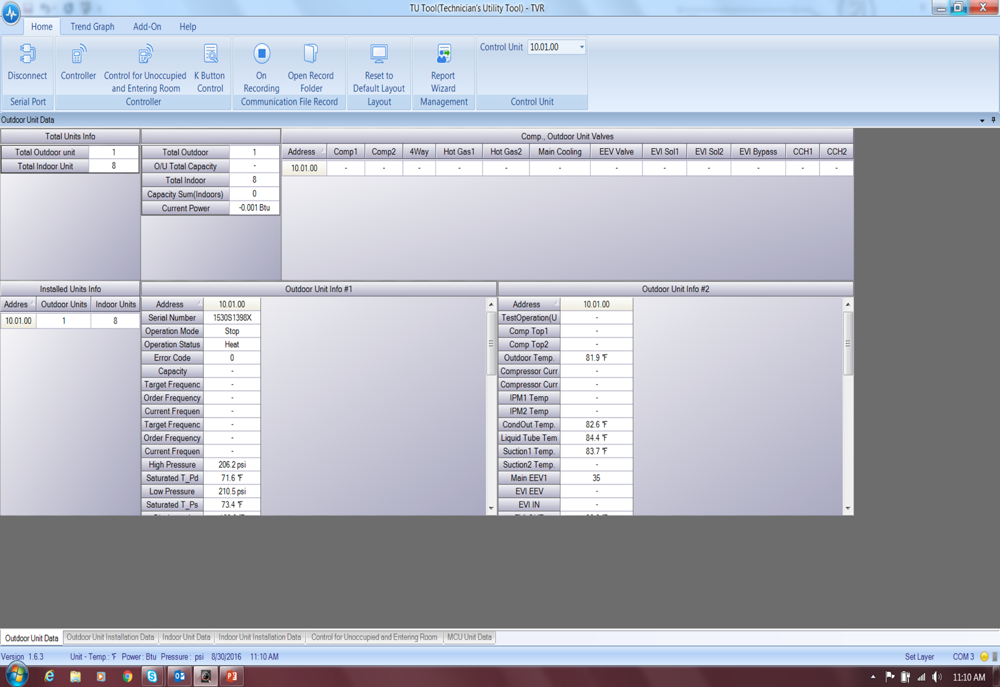 TU Tool(Technician's Utility Tool) - TVR
Home Trend Graph Add-On Help
Disconnect
Serial Port
Controller
Control for Unoccupied
and Entering Room
K Button
Control
Controller
On
Recording
Open Record
Folder
Communication File Record
Reset to
Default Layout
Layout
Report
Wizard
Management
Control Unit 10.01.00
Control Unit
Outdoor Unit Data
Total Units Info
Total Outdoor unit 1
Total Indoor Unit 8
Total Outdoor 1
O/U Total Capacity -
Total Indoor 8
Capacity Sum(Indoors) 0
Current Power -0.001 Btu
Comp., Outdoor Unit Valves
Address Comp1 Comp2 4Way Hot Gas1 Hot Gas2 Main Cooling EEV Valve EVI Sol1 EVI Sol2 EVI Bypass CCH1 CCH2
10.01.00 - - - - - - - - - - - -
Installed Units Info
Addres Outdoor Units Indoor Units
10.01.00 1 8
Outdoor Unit Info #1
Address 10.01.00
Serial Number 1530S1398X
Operation Mode Stop
Operation Status Heat
Error Code 0
Capacity -
Target Frequenc -
Order Frequency -
Current Frequen -
Target Frequenc -
Order Frequency -
Current Frequen -
High Pressure 206.2 psi
Saturated T_Pd 71.6 °F
Low Pressure 210.5 psi
Saturated T_Ps 73.4 °F
Outdoor Unit Info #2
Address 10.01.00
TestOperation(U -
Comp Top1 -
Comp Top2 -
Outdoor Temp. 81.9 °F
Compressor Curr -
Compressor Curr -
IPM1 Temp -
IPM2 Temp -
CondOut Temp. 82.6 °F
Liquid Tube Tem 84.4 °F
Suction1 Temp. 83.7 °F
Suction2 Temp. -
Main EEV1 35
EVI EEV -
EVI IN -
Outdoor Unit Data Outdoor Unit Installation Data Indoor Unit Data Indoor Unit Installation Data Control for Unoccupied and Entering Room MCU Unit Data
Version 1.6.3 Unit - Temp.: °F Power : Btu Pressure : psi 8/30/2016 11:10 AM Set Layer COM 3
11:10 AM